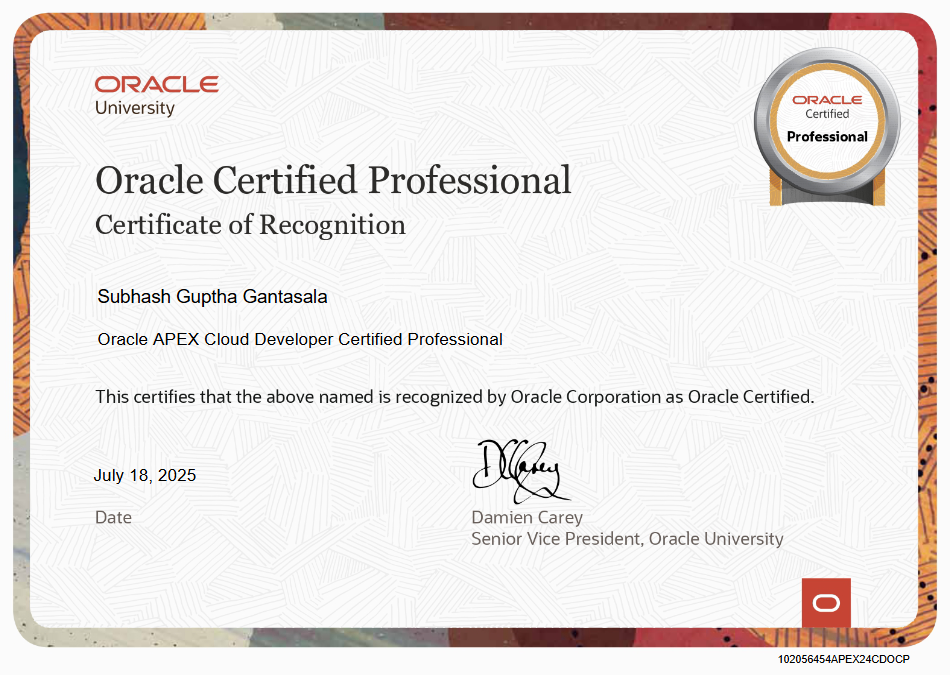 ORACLE
University
ORACLE
Certified
Professional
Oracle Certified Professional
Certificate of Recognition
Subhash Guptha Gantasala
Oracle APEX Cloud Developer Certified Professional
This certifies that the above named is recognized by Oracle Corporation as Oracle Certified.
July 18, 2025
Date
DCarey
Damien Carey
Senior Vice President, Oracle University
102056454APEX24CDOCP